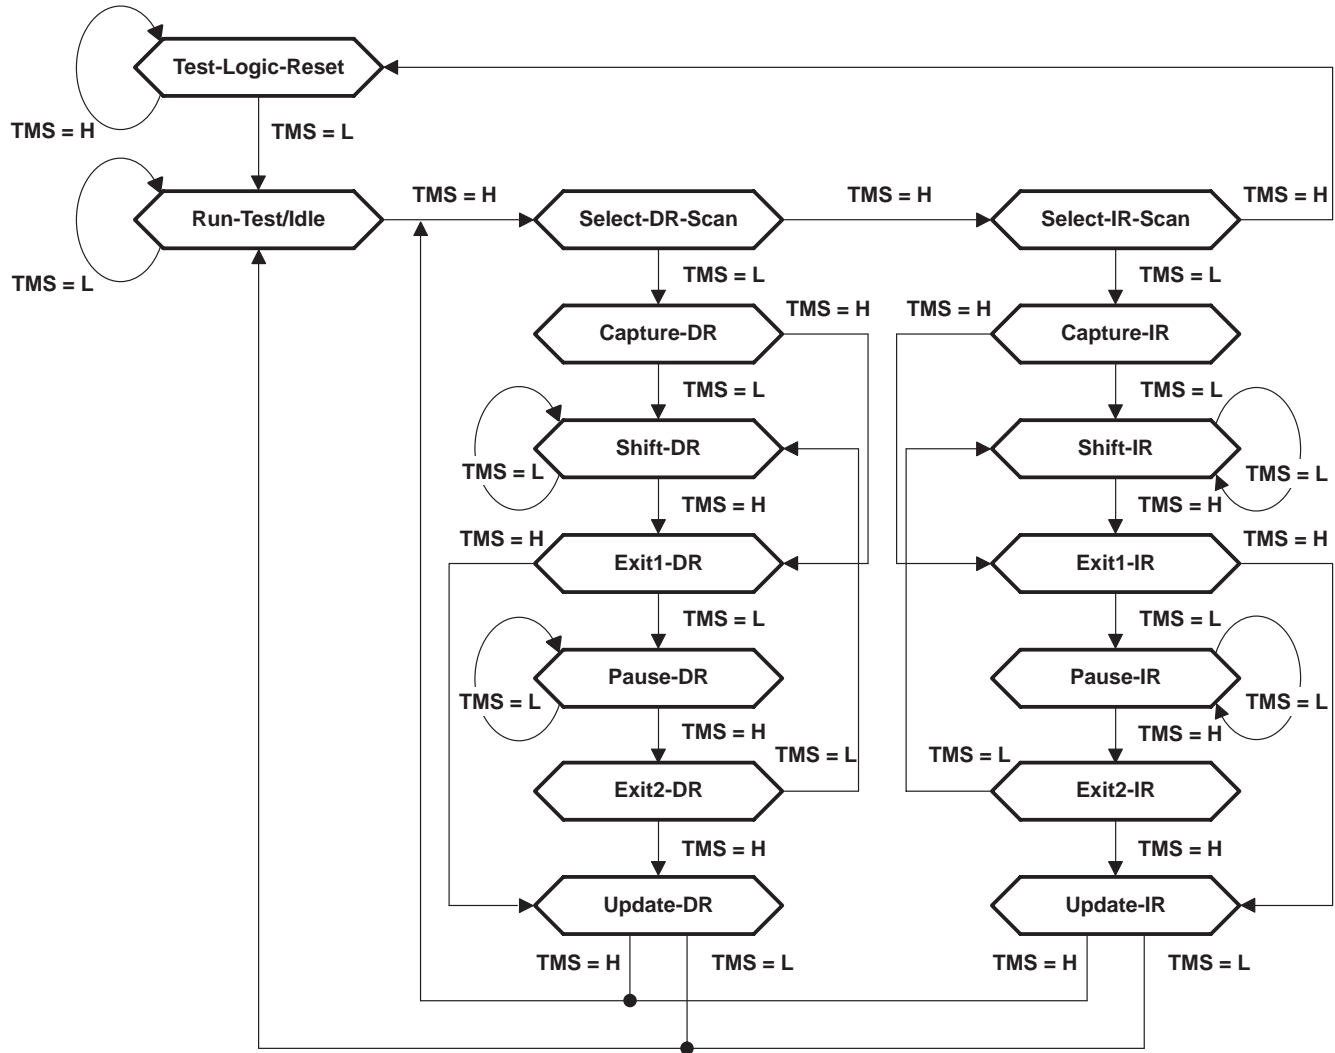 Test-Logic-Reset
TMS = H
TMS = L
Run-Test/Idle
TMS = H
Select-DR-Scan
TMS = H
Select-IR-Scan
TMS = H
TMS = L
TMS = L
TMS = L
TMS = H
TMS = H
Capture-DR
Capture-IR
TMS = L
TMS = L
Shift-DR
Shift-IR
TMS = L
TMS = L
TMS = H
TMS = H
TMS = H
TMS = H
Exit1-DR
Exit1-IR
TMS = L
TMS = L
Pause-DR
Pause-IR
TMS = L
TMS = L
TMS = H
TMS = H
TMS = L
TMS = L
Exit2-DR
Exit2-IR
TMS = H
TMS = H
Update-DR
Update-IR
TMS = H
TMS = L
TMS = H
TMS = L